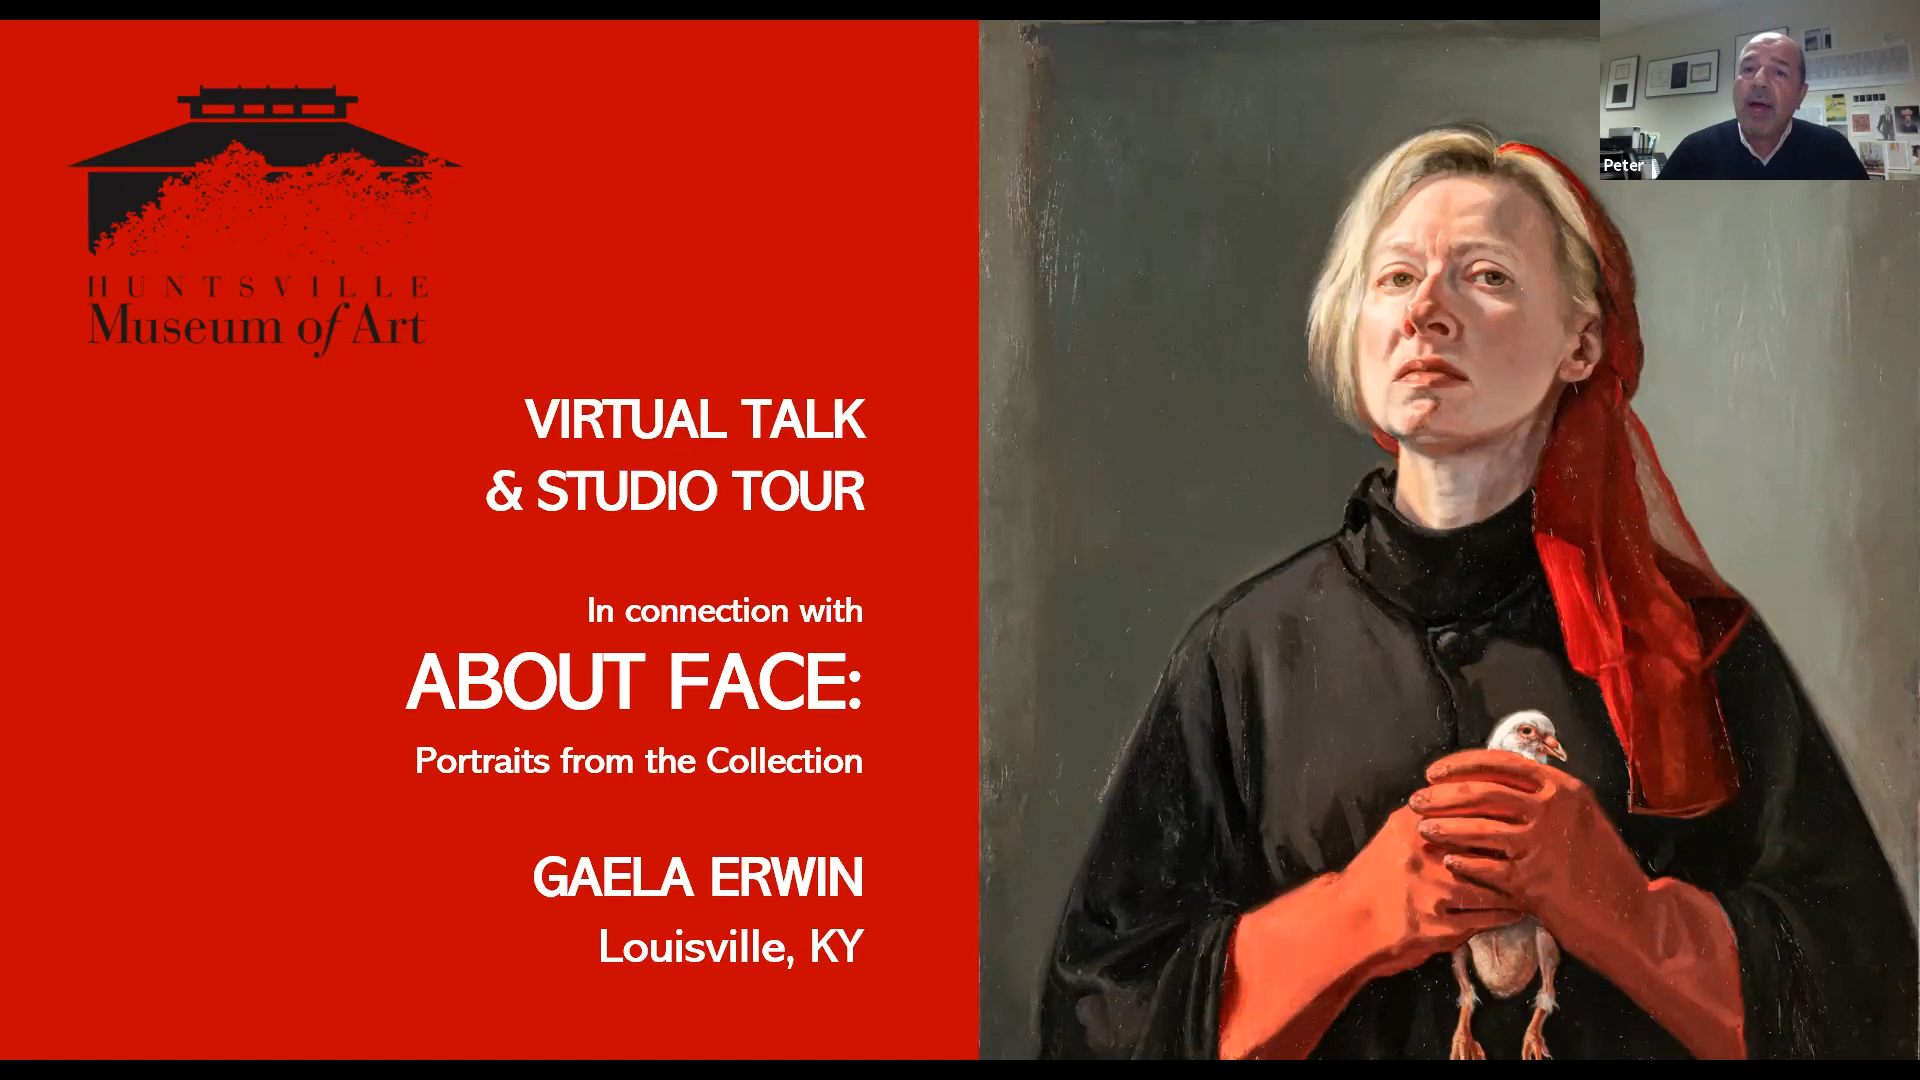 HUNTSVILLE
Museum of Art
VIRTUAL TALK
& STUDIO TOUR
In connection with
ABOUT FACE:
Portraits from the Collection
GAELA ERWIN
Louisville, KY
Peter